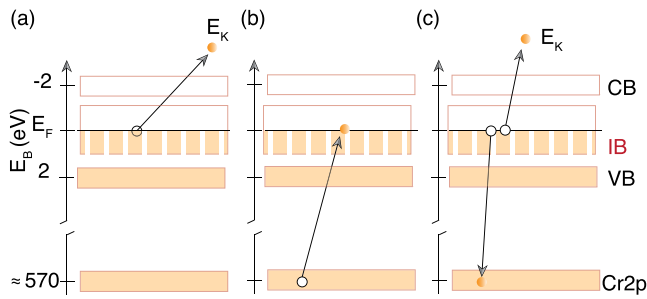 (a)
(b)
(c)
E_K
E_K
-2
CB
E_F
E_B (eV)
IB
2
VB
≈ 570
Cr2p